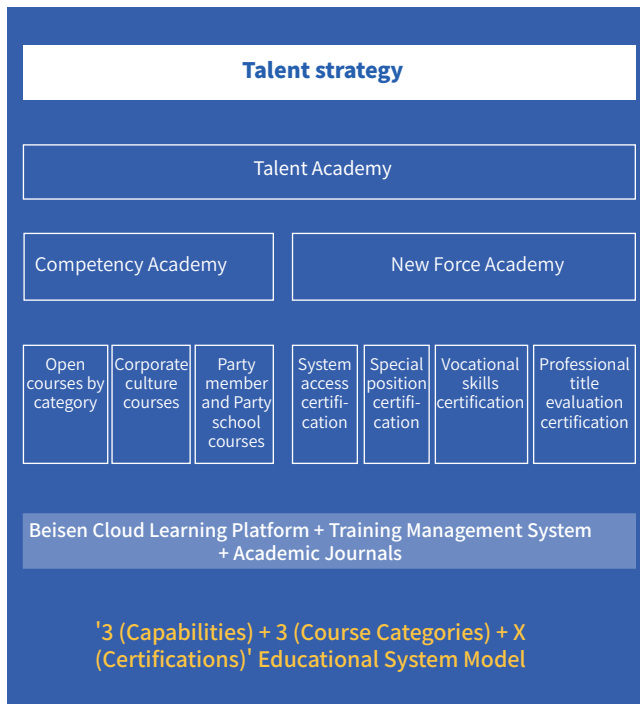 Talent strategy
Talent Academy
Competency Academy
New Force Academy
Open
courses by
category
Corporate
culture
courses
Party
member
and Party
school
courses
System
access
certifi-
cation
Special
position
certifi-
cation
Vocational
skills
certification
Professional
title
evaluation
certification
Beisen Cloud Learning Platform + Training Management System
+ Academic Journals
'3 (Capabilities) + 3 (Course Categories) + X
(Certifications)' Educational System Model